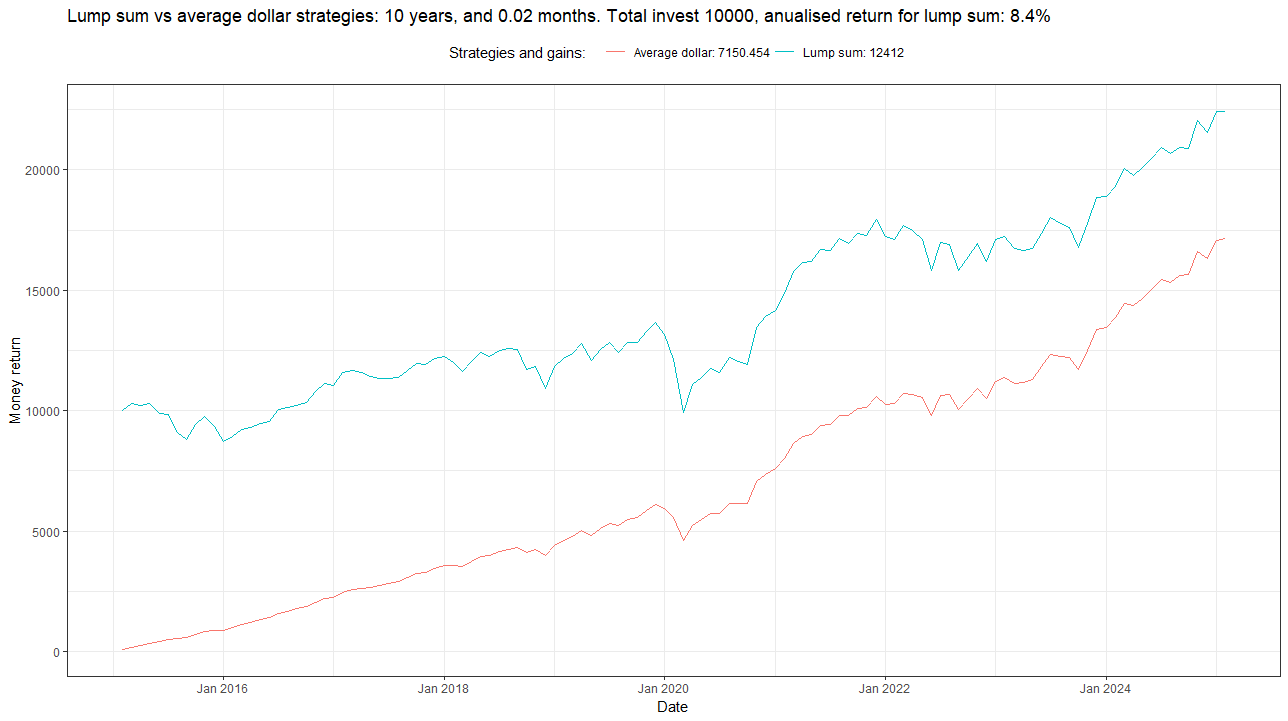 Lump sum vs average dollar strategies: 10 years, and 0.02 months. Total invest 10000, anualised return for lump sum: 8.4%
Strategies and gains: Average dollar: 7150.454 Lump sum: 12412
20000
15000
10000
5000
0
Money return
Jan 2016 Jan 2018 Jan 2020 Jan 2022 Jan 2024
Date